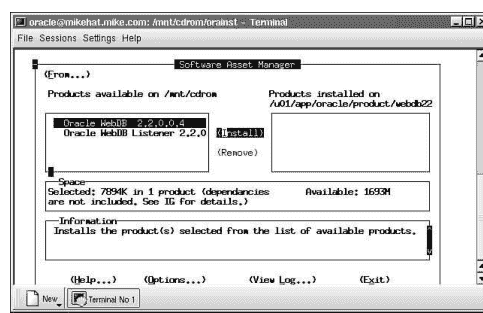 oracle@mikehat.mike.com: /mnt/cdrom/orainst - Terminal
File Sessions Settings Help
Software Asset Manager
(From...)
Products available on /mnt/cdrom
Products installed on
/u01/app/oracle/product/webdb22
Oracle WebDB 2.2.0.0.4
Oracle WebDB Listener 2.2.0
(Install)
(Remove)
Space
Selected: 7894K in 1 product (dependancies
are not included. See IG for details.)
Available: 1693M
Information
Installs the product(s) selected from the list of available products.
(Help...) (Options...) (View Log...) (Exit)
New Terminal No 1